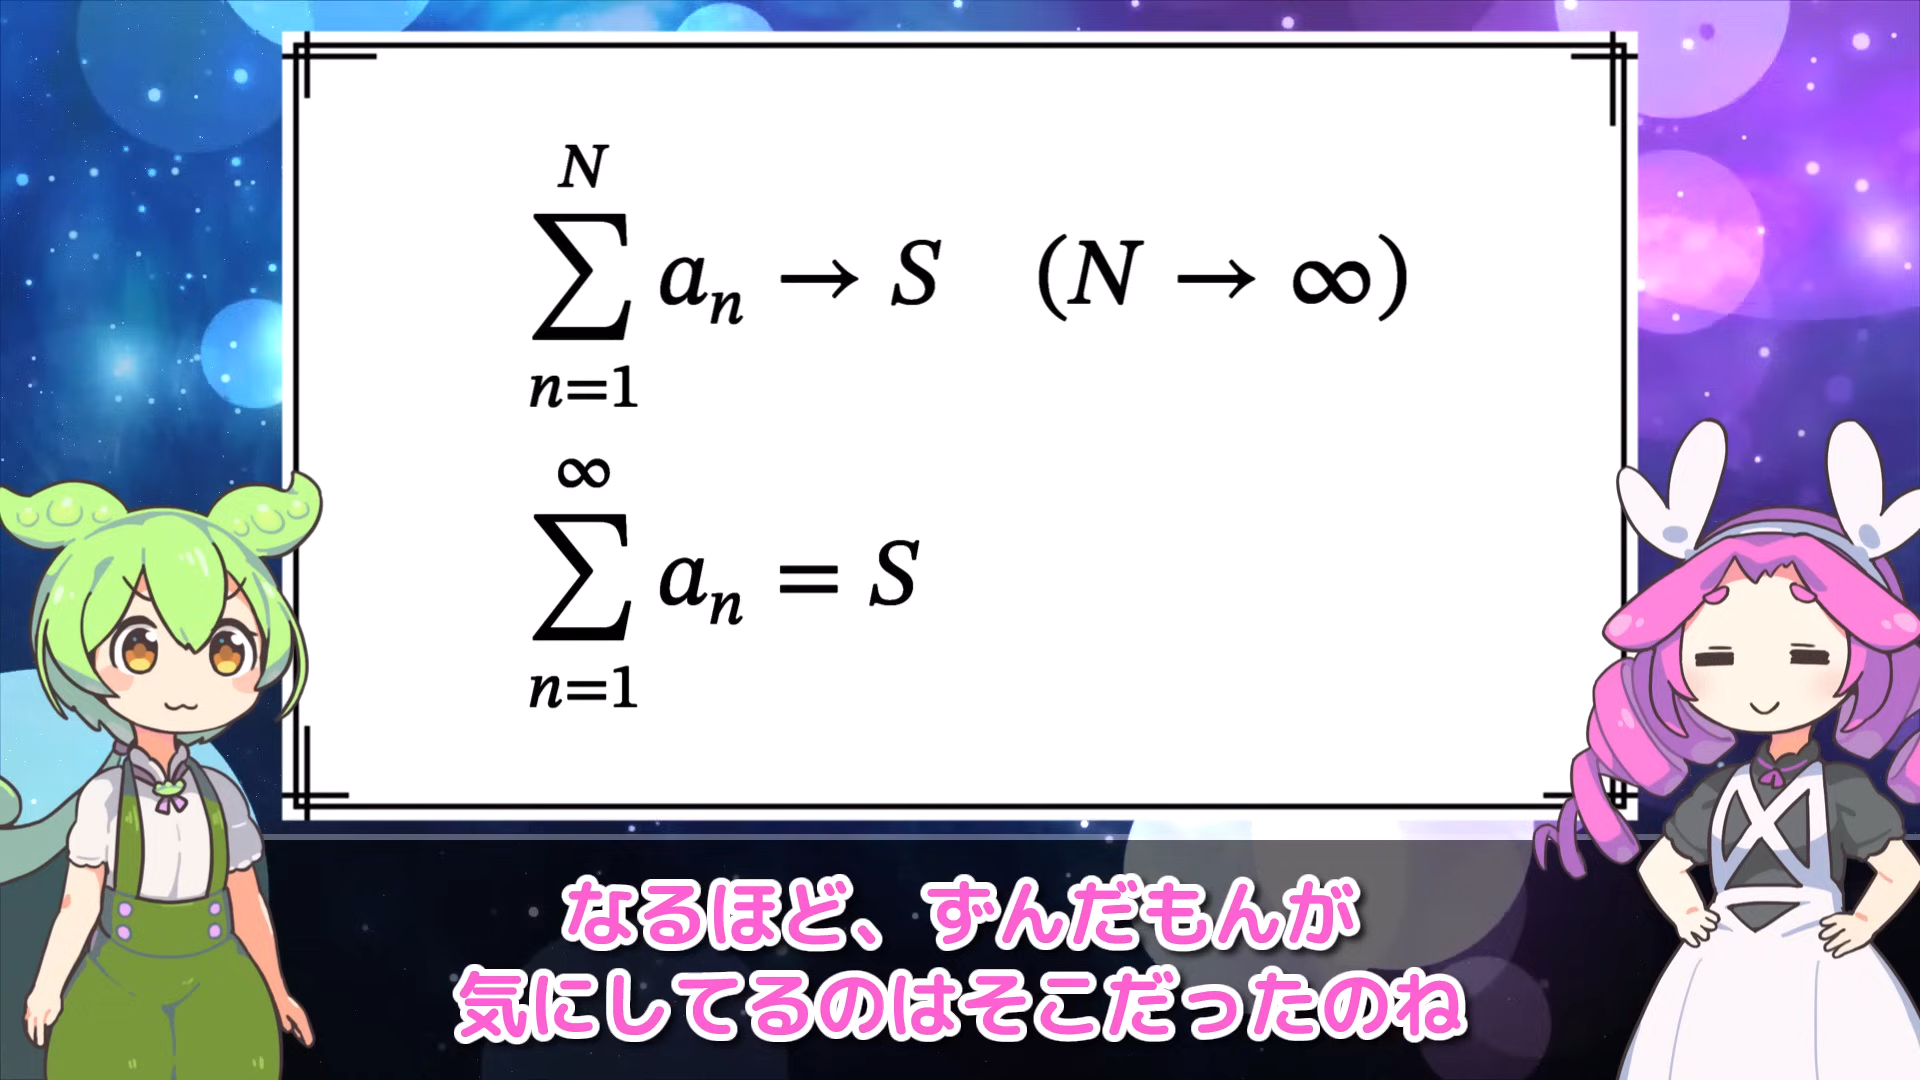 N
∑ aₙ → S (N → ∞)
n=1
∞
∑ aₙ = S
n=1
なるほど、ずんだもんが
気にしてるのはそこだったのね